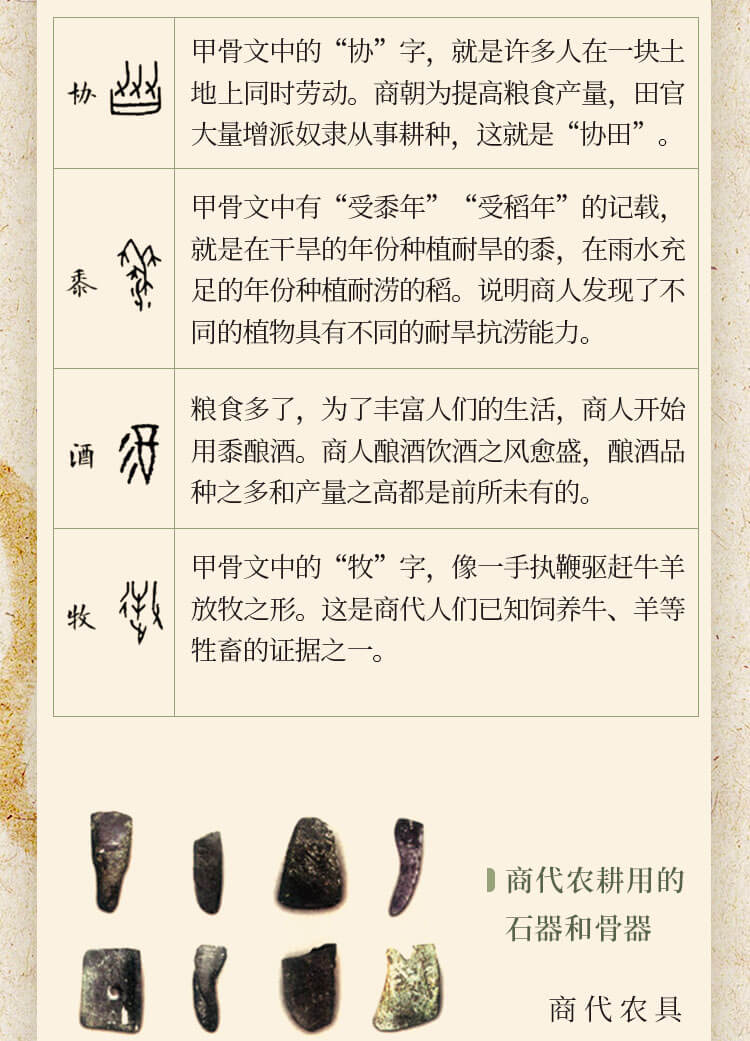 协
甲骨文中的“协”字，就是许多人在一块土
地上同时劳动。商朝为提高粮食产量，田官
大量增派奴隶从事耕种，这就是“协田”。
黍
甲骨文中有“受黍年”“受稻年”的记载，
就是在干旱的年份种植耐旱的黍，在雨水充
足的年份种植耐涝的稻。说明商人发现了不
同的植物具有不同的耐旱抗涝能力。
酒
粮食多了，为了丰富人们的生活，商人开始
用黍酿酒。商人酿酒饮酒之风愈盛，酿酒品
种之多和产量之高都是前所未有的。
牧
甲骨文中的“牧”字，像一手执鞭驱赶牛羊
放牧之形。这是商代人们已知饲养牛、羊等
牲畜的证据之一。
商代农耕用的
石器和骨器
商代农具